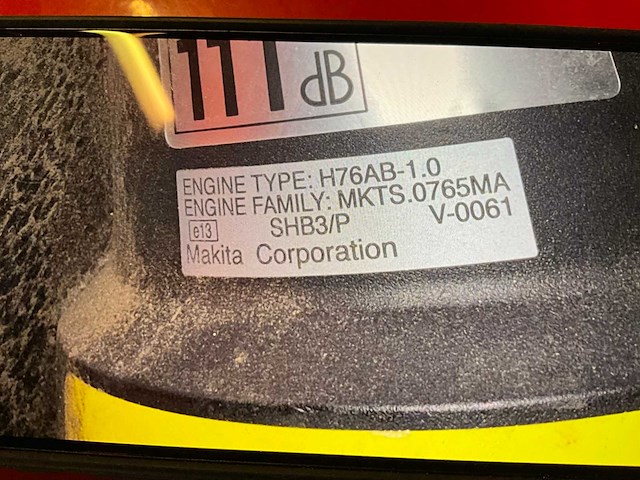 111 dB
ENGINE TYPE: H76AB-1.0
ENGINE FAMILY: MKTS.0765MA
e13 SHB3/P V-0061
Makita Corporation